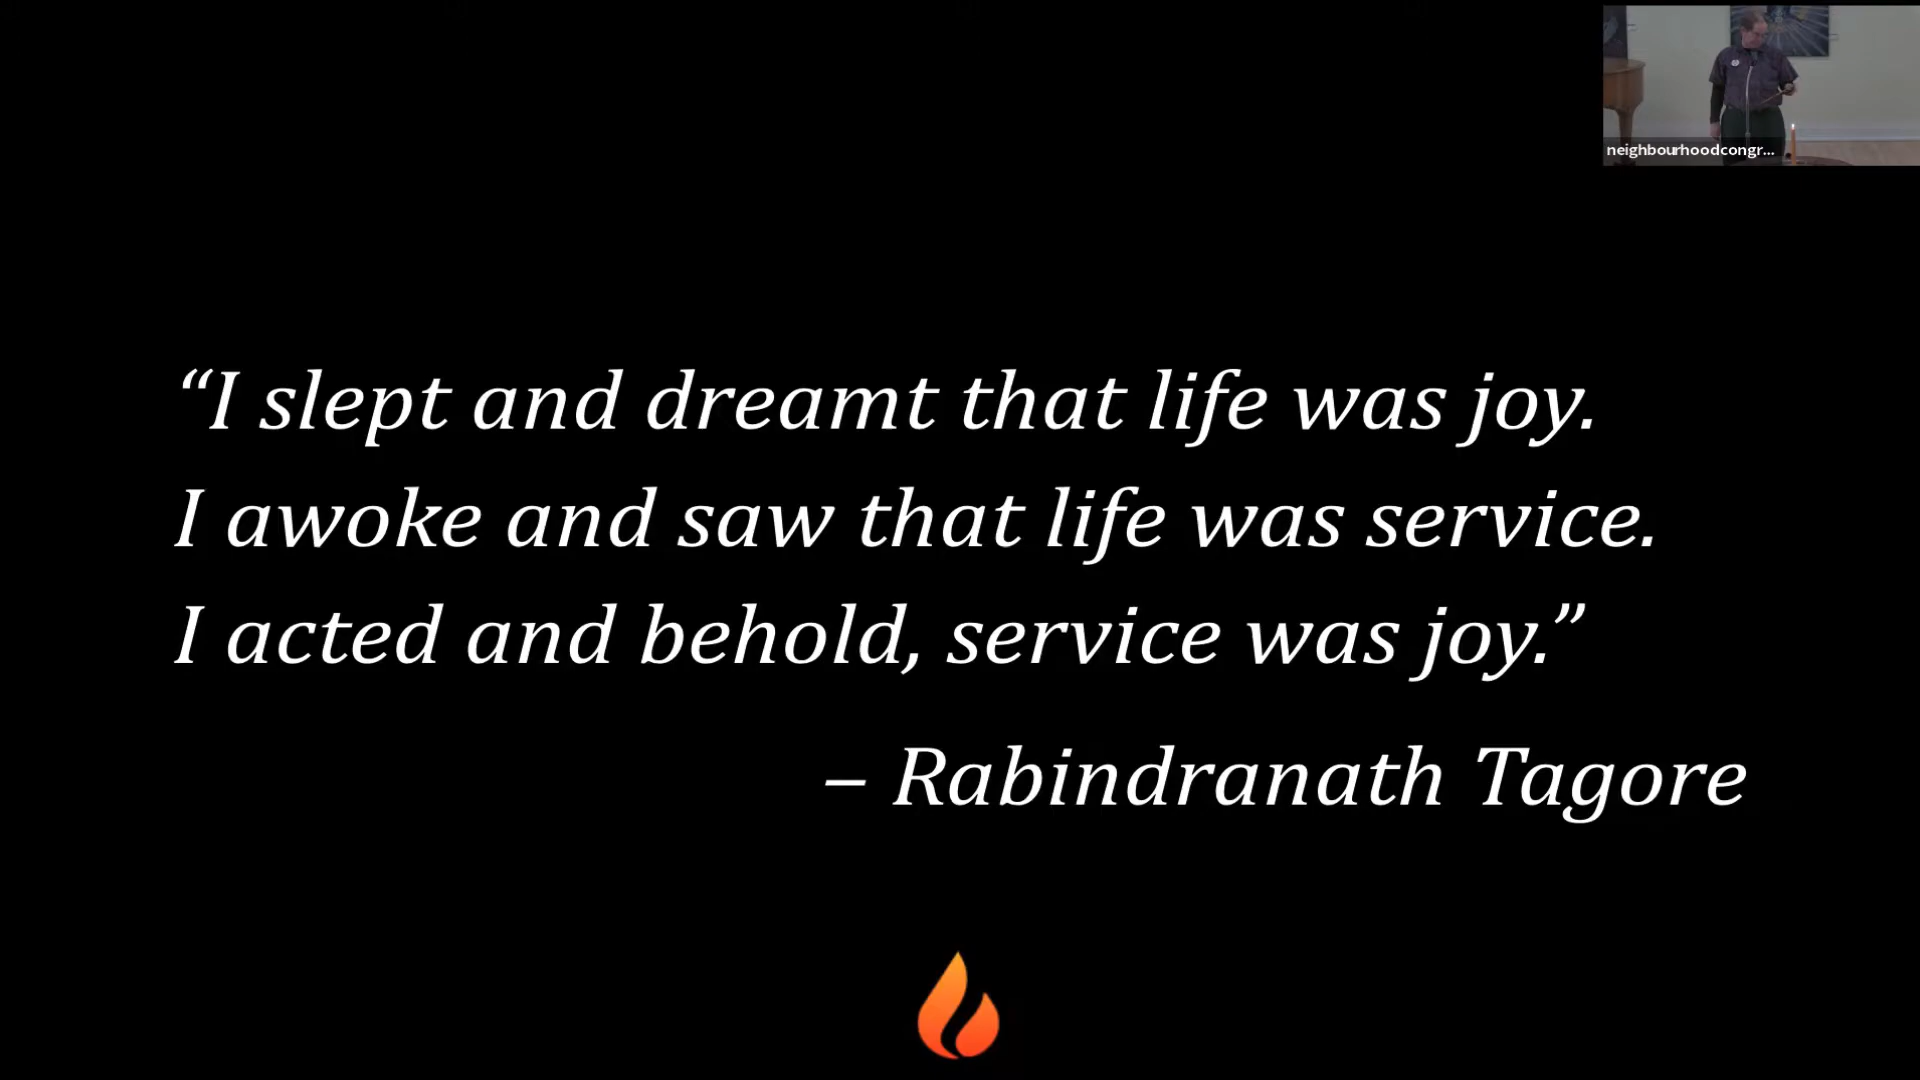 neighbourhoodcongr...
“I slept and dreamt that life was joy.
I awoke and saw that life was service.
I acted and behold, service was joy.”
– Rabindranath Tagore